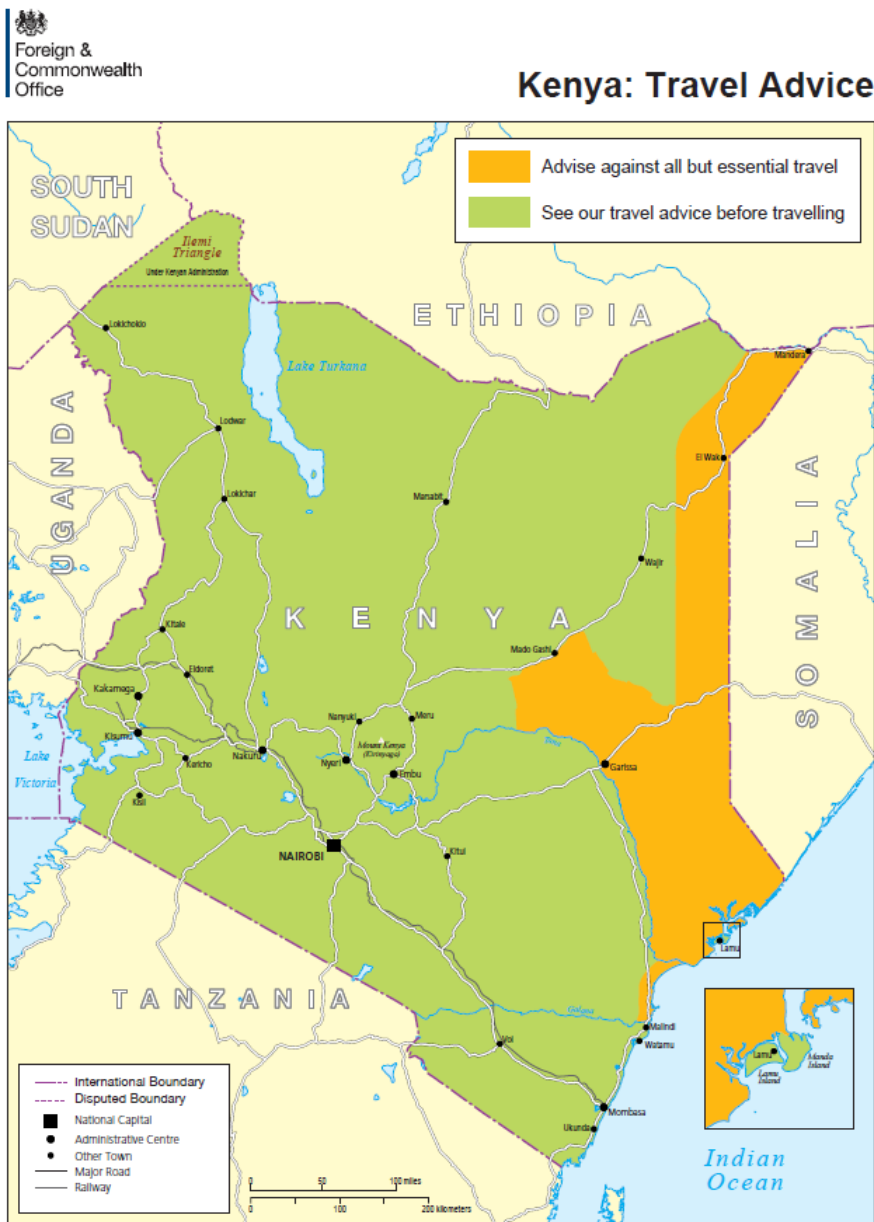 Foreign &
Commonwealth
Office
Kenya: Travel Advice
Advise against all but essential travel
See our travel advice before travelling
SOUTH
SUDAN
Ilemi
Triangle
Under Kenyan Administration
ETHIOPIA
Lokichokio
Lake Turkana
Mandera
UGANDA
Lodwar
El Wak
SOMALIA
Lokichar
Marsabit
Wajir
KENYA
Kitale
Mado Gashi
Eldoret
Kakamega
Nanyuki
Meru
Kisumu
Mount Kenya
(Kirinyaga)
Tana
Lake
Victoria
Kericho
Nakuru
Nyeri
Embu
Garissa
Kisii
NAIROBI
Kitui
Lamu
TANZANIA
Galana
Malindi
Voi
Watamu
Lamu
Lamu
Island
Manda
Island
Mombasa
Ukunda
Indian
Ocean
International Boundary
Disputed Boundary
National Capital
Administrative Centre
Other Town
Major Road
Railway
0 50 100 miles
0 100 200 kilometers